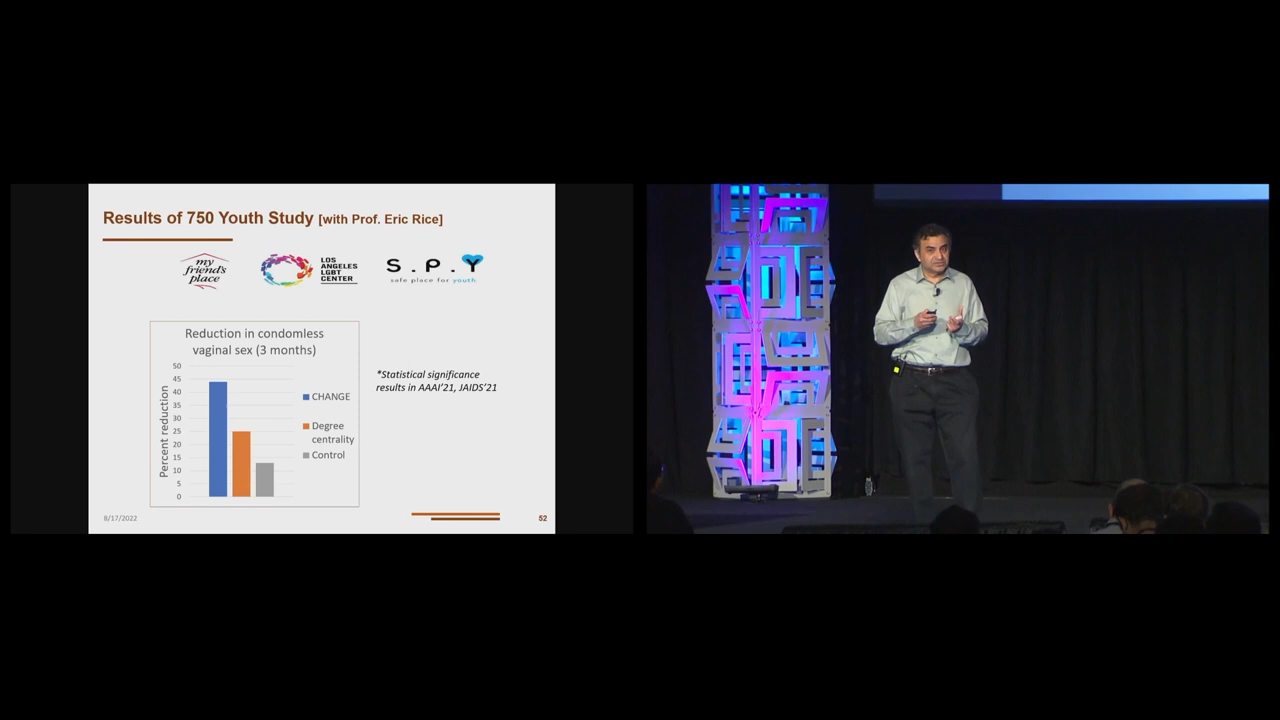 Results of 750 Youth Study [with Prof. Eric Rice]
my
friend's
place
LOS
ANGELES
LGBT
CENTER
S . P . Y
safe place for youth
Reduction in condomless
vaginal sex (3 months)
Percent reduction
50
45
40
35
30
25
20
15
10
5
0
CHANGE
Degree
centrality
Control
*Statistical significance
results in AAAI'21, JAIDS'21
8/17/2022
52